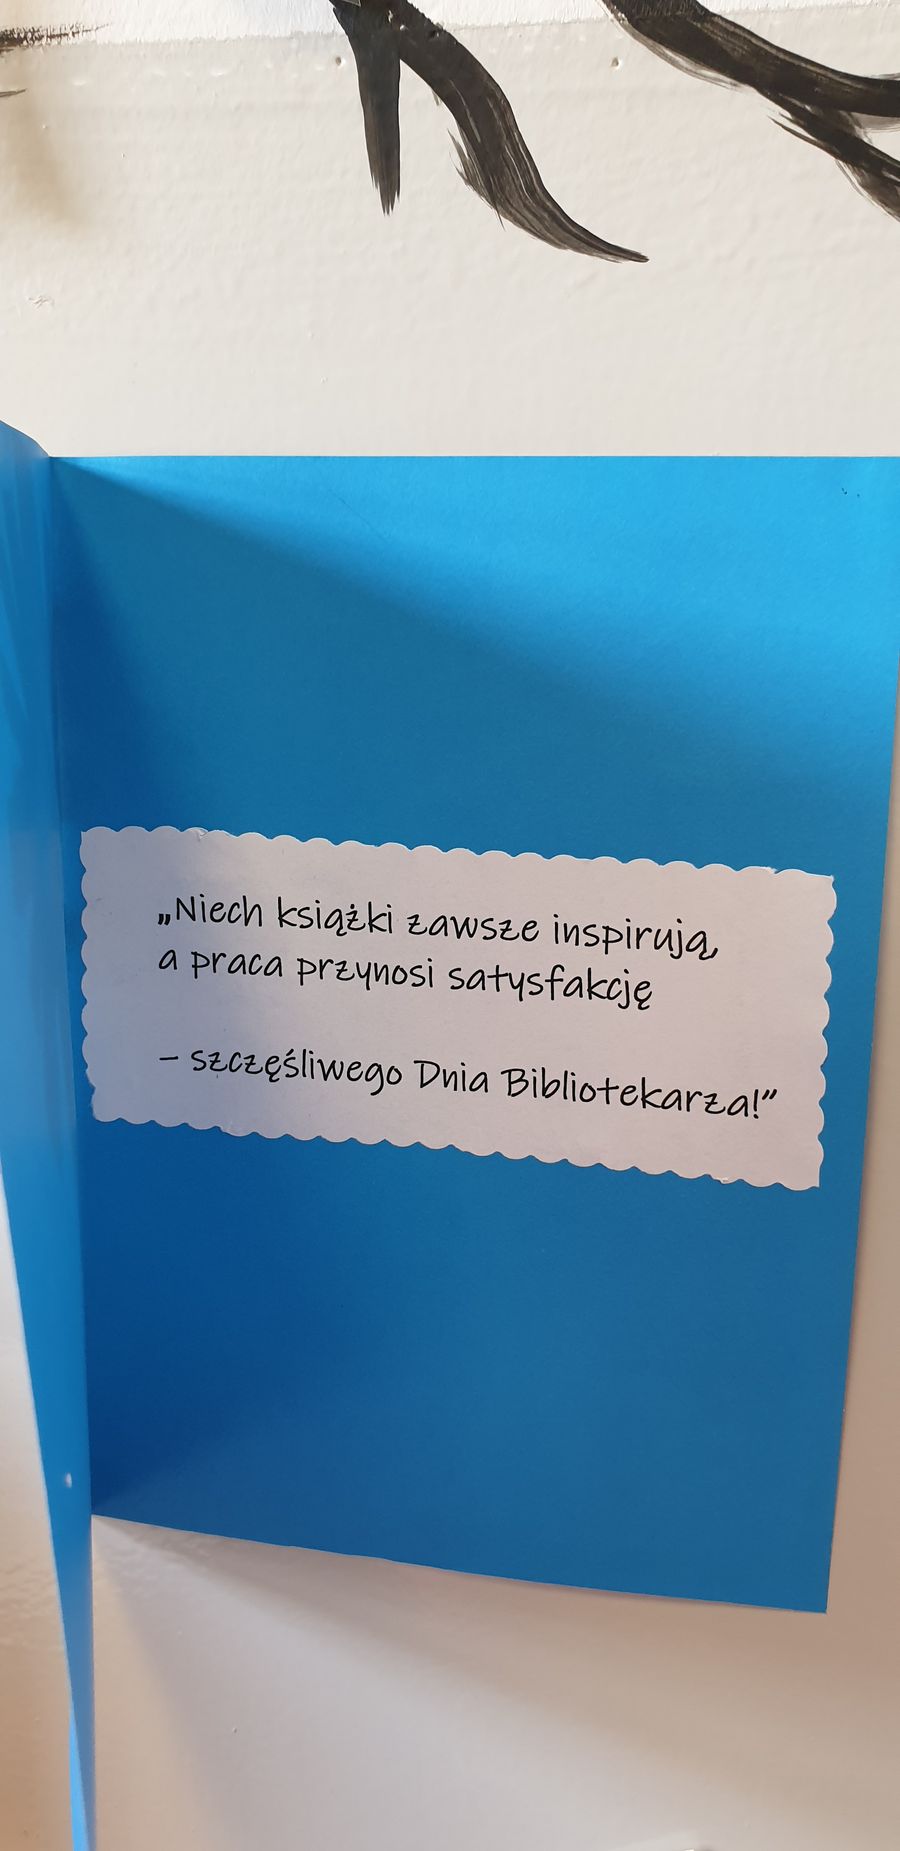 „Niech książki zawsze inspirują,
a praca przynosi satysfakcję
– szczęśliwego Dnia Bibliotekarza!”